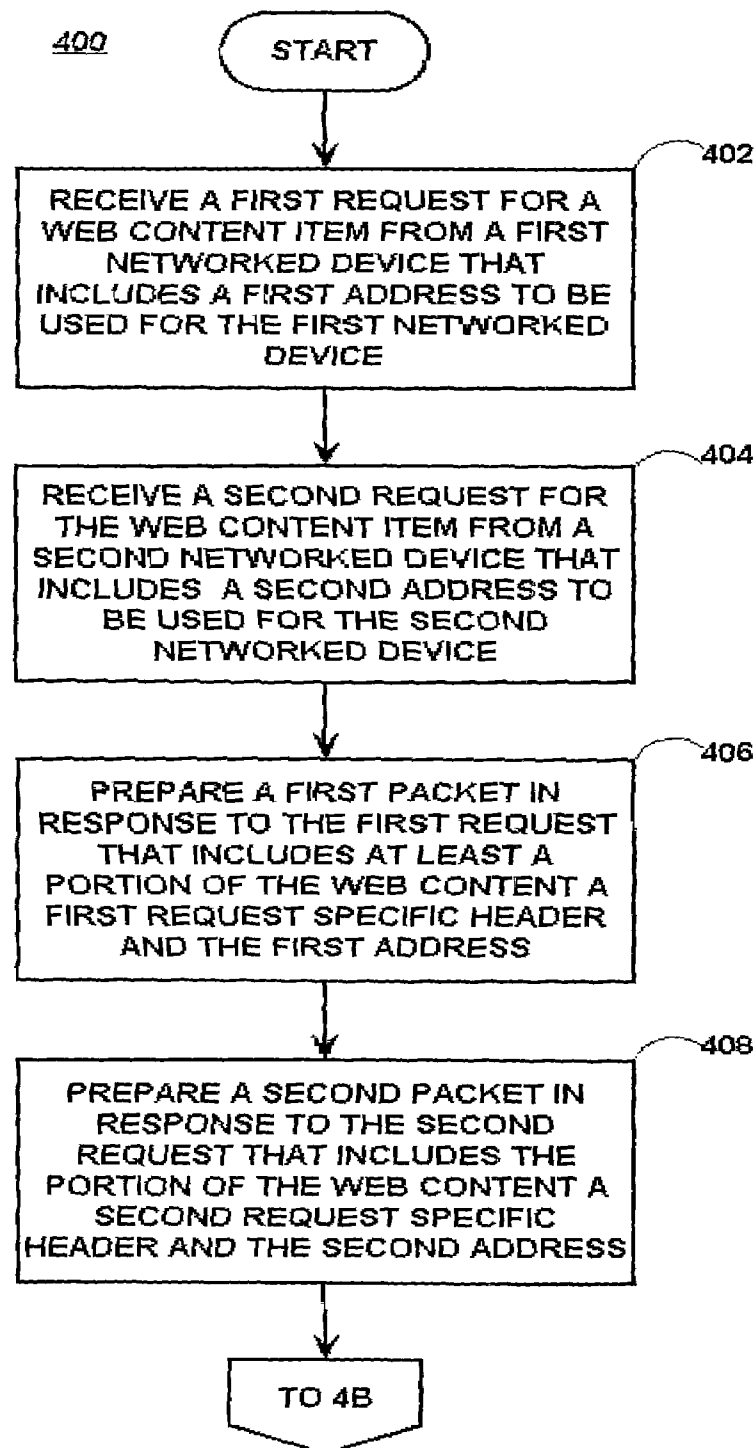 400
START
402
RECEIVE A FIRST REQUEST FOR A
WEB CONTENT ITEM FROM A FIRST
NETWORKED DEVICE THAT
INCLUDES A FIRST ADDRESS TO BE
USED FOR THE FIRST NETWORKED
DEVICE
404
RECEIVE A SECOND REQUEST FOR
THE WEB CONTENT ITEM FROM A
SECOND NETWORKED DEVICE THAT
INCLUDES A SECOND ADDRESS TO
BE USED FOR THE SECOND
NETWORKED DEVICE
406
PREPARE A FIRST PACKET IN
RESPONSE TO THE FIRST REQUEST
THAT INCLUDES AT LEAST A
PORTION OF THE WEB CONTENT A
FIRST REQUEST SPECIFIC HEADER
AND THE FIRST ADDRESS
408
PREPARE A SECOND PACKET IN
RESPONSE TO THE SECOND
REQUEST THAT INCLUDES THE
PORTION OF THE WEB CONTENT A
SECOND REQUEST SPECIFIC
HEADER AND THE SECOND ADDRESS
TO 4B